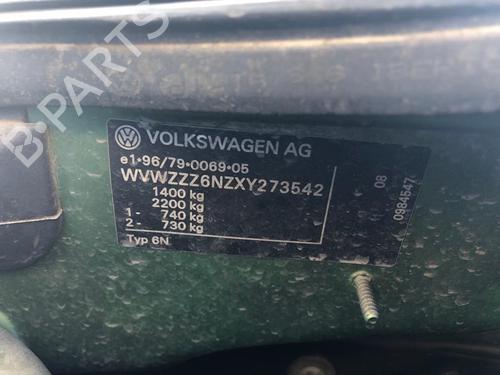 VOLKSWAGEN AG
e1*96/79*0069*05
WVWZZZ6NZXY273542
1400 kg
2200 kg
1 - 740 kg
2 - 730 kg
Typ 6N
08
0984547
B-PARTS